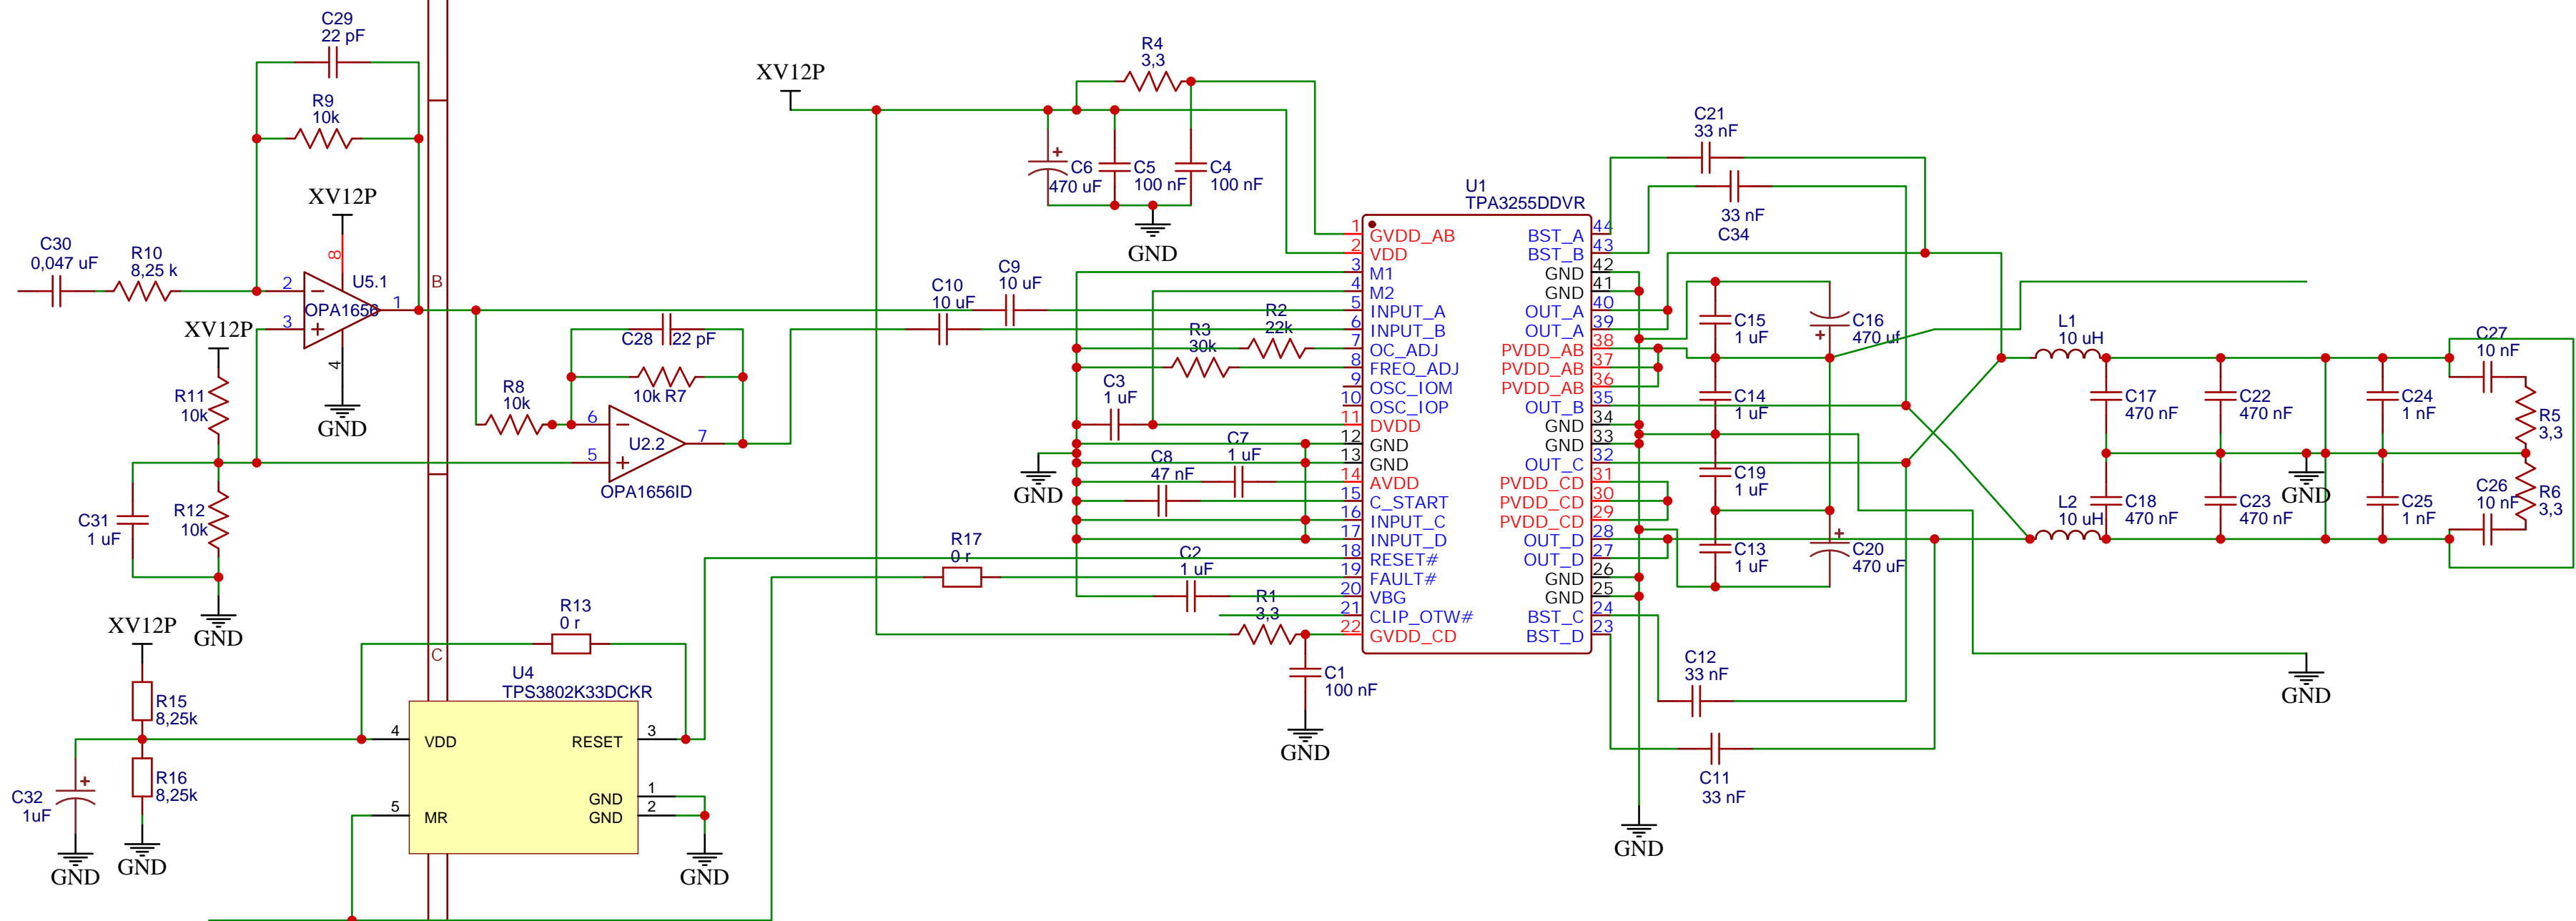 C29
22 pF
R9
10k
XV12P
8
C30
0,047 uF
R10
8,25 k
2
3
U5.1
OPA1656
1
4
GND
XV12P
R11
10k
C31
1 uF
R12
10k
GND
B
C
R8
10k
C28
22 pF
10k R7
6
5
7
U2.2
OPA1656ID
XV12P
R4
3,3
C6
470 uF
C5
100 nF
C4
100 nF
GND
C10
10 uF
C9
10 uF
R2
22k
R3
30k
C3
1 uF
GND
C7
1 uF
C8
47 nF
R17
0 r
C2
1 uF
R1
3,3
C1
100 nF
GND
U1
TPA3255DDVR
1 GVDD_AB
2 VDD
3 M1
4 M2
5 INPUT_A
6 INPUT_B
7 OC_ADJ
8 FREQ_ADJ
9 OSC_IOM
10 OSC_IOP
11 DVDD
12 GND
13 GND
14 AVDD
15 C_START
16 INPUT_C
17 INPUT_D
18 RESET#
19 FAULT#
20 VBG
21 CLIP_OTW#
22 GVDD_CD
BST_A 44
BST_B 43
GND 42
GND 41
OUT_A 40
OUT_A 39
PVDD_AB 38
PVDD_AB 37
PVDD_AB 36
OUT_B 35
GND 34
GND 33
OUT_C 32
PVDD_CD 31
PVDD_CD 30
PVDD_CD 29
OUT_D 28
OUT_D 27
GND 26
GND 25
BST_C 24
BST_D 23
C21
33 nF
33 nF
C34
C15
1 uF
C16
470 uf
C14
1 uF
C19
1 uF
C13
1 uF
C20
470 uF
C12
33 nF
C11
33 nF
GND
L1
10 uH
L2
10 uH
C17
470 nF
C22
470 nF
C24
1 nF
C27
10 nF
R5
3,3
GND
C18
470 nF
C23
470 nF
C25
1 nF
C26
10 nF
R6
3,3
GND
XV12P
R15
8,25k
R16
8,25k
C32
1uF
GND
GND
R13
0 r
U4
TPS3802K33DCKR
4 VDD
5 MR
RESET 3
GND 1
GND 2
GND